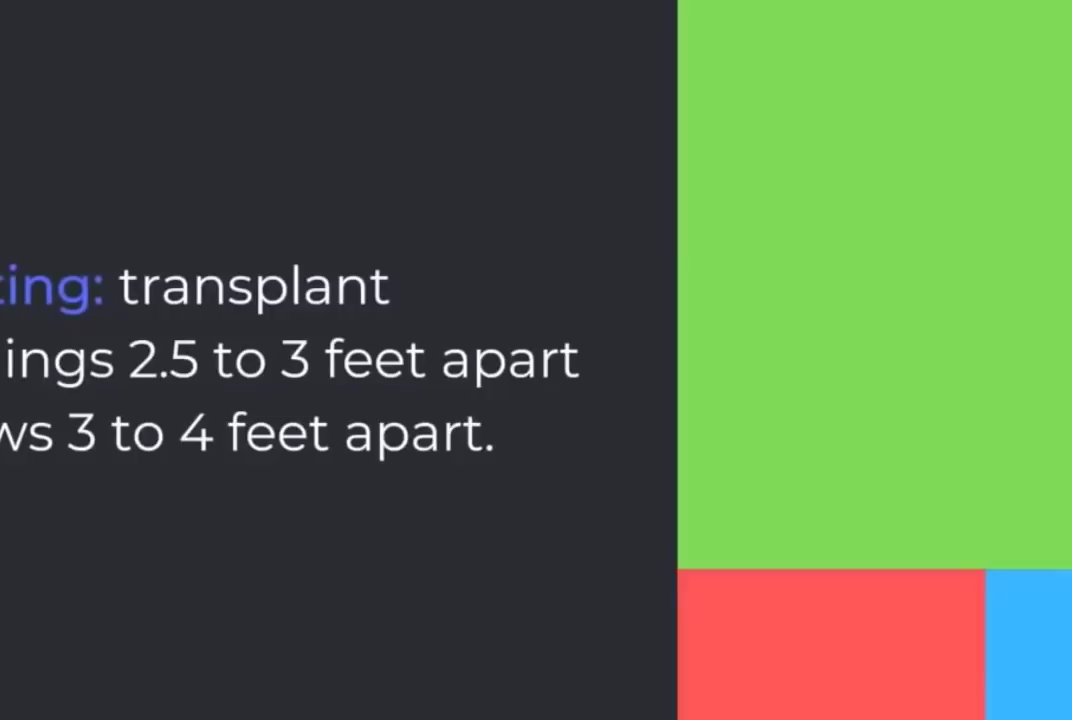 ting: transplant
ings 2.5 to 3 feet apart
ws 3 to 4 feet apart.